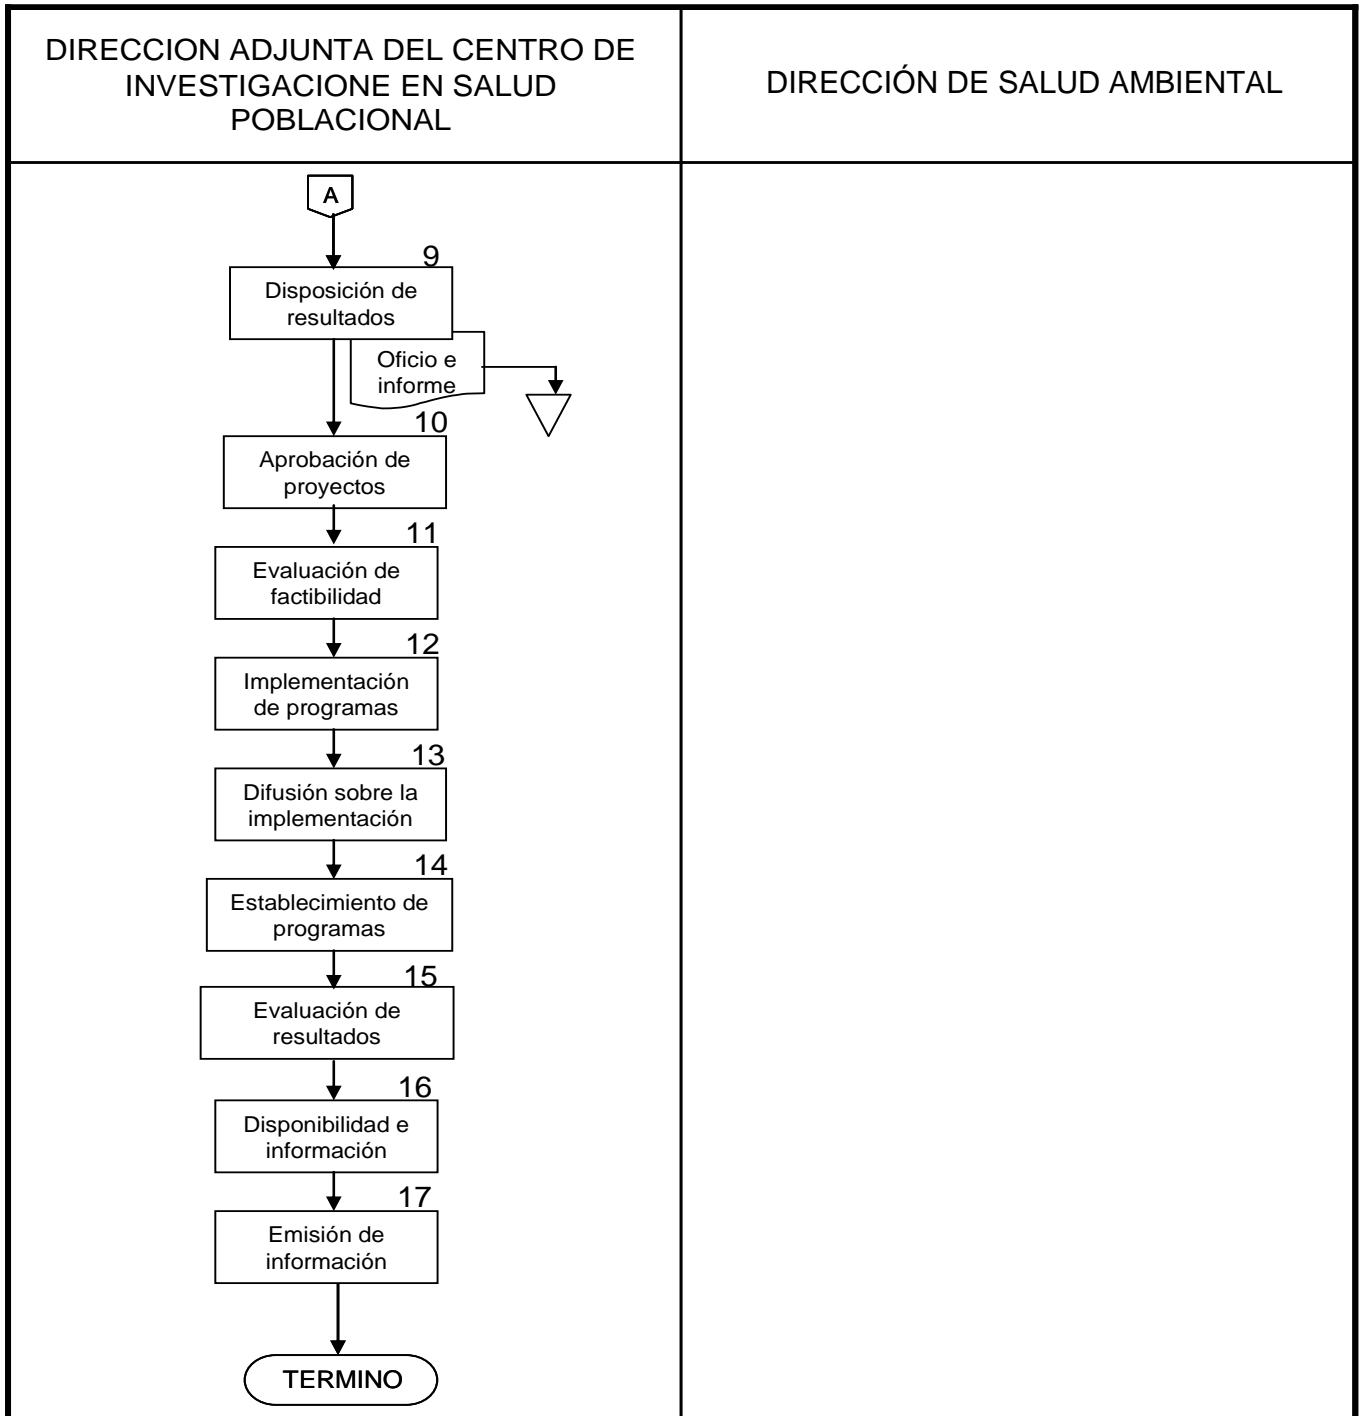 DIRECCION ADJUNTA DEL CENTRO DE
INVESTIGACIONE EN SALUD
POBLACIONAL
DIRECCIÓN DE SALUD AMBIENTAL
A
9
Disposición de
resultados
Oficio e
informe
10
Aprobación de
proyectos
11
Evaluación de
factibilidad
12
Implementación
de programas
13
Difusión sobre la
implementación
14
Establecimiento de
programas
15
Evaluación de
resultados
16
Disponibilidad e
información
17
Emisión de
información
TERMINO